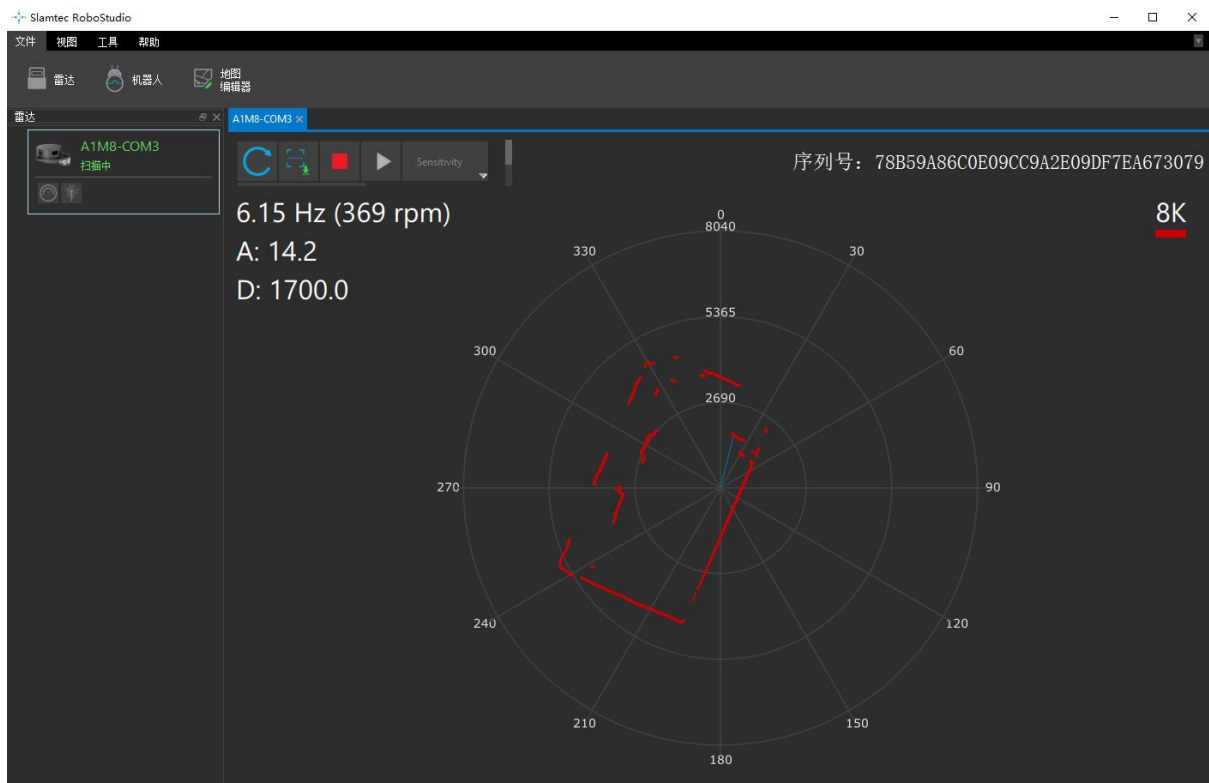 Slamtec RoboStudio
文件 视图 工具 帮助
雷达 机器人 地图
编辑器
雷达
A1M8-COM3
A1M8-COM3
扫描中
Sensitivity
序列号: 78B59A86C0E09CC9A2E09DF7EA673079
6.15 Hz (369 rpm)
8K
A: 14.2
D: 1700.0
0
8040
330
30
5365
300
60
2690
270
90
240
120
210
150
180